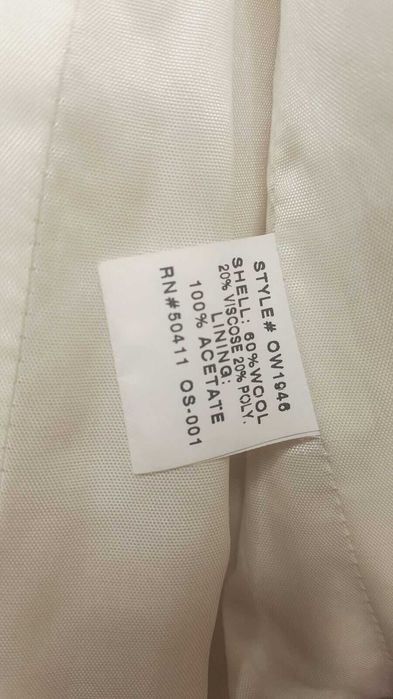 STYLE# OW1946
SHELL: 60%WOOL
20% VISCOSE 20% POLY.
LINING:
100% ACETATE
RN#50411 OS-001